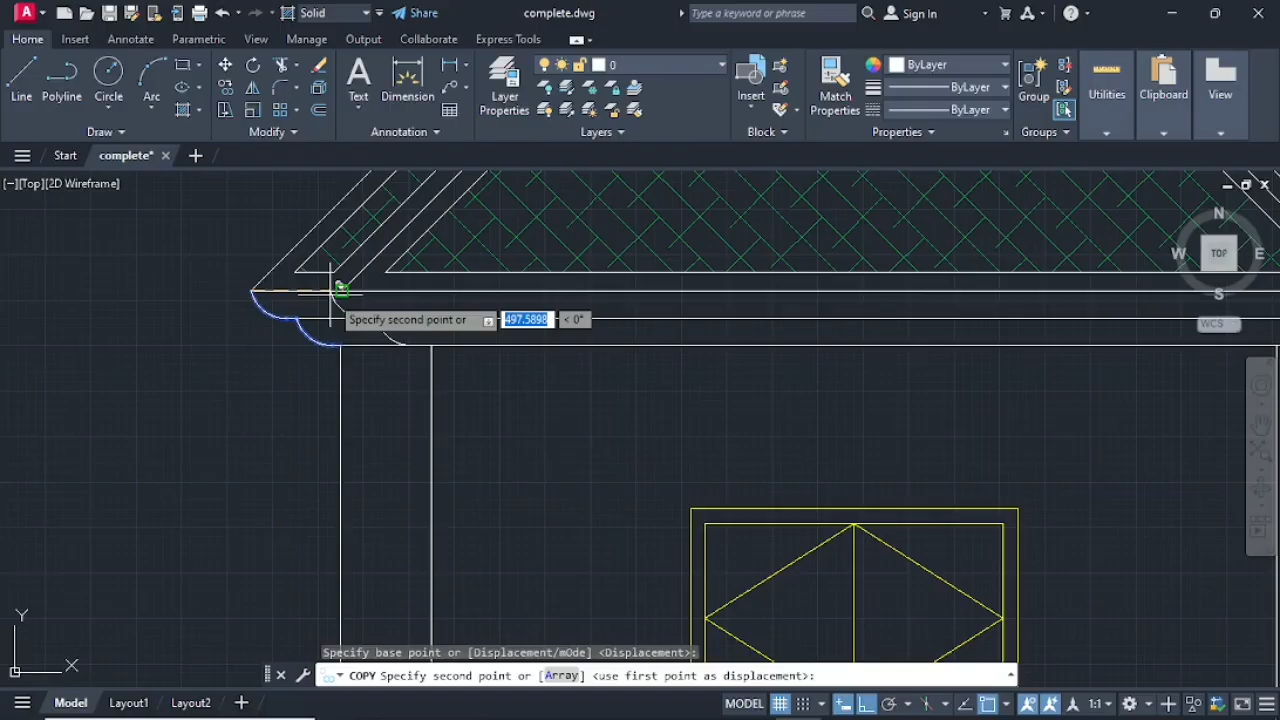 Solid
Share
complete.dwg
Type a keyword or phrase
Sign In
Home Insert Annotate Parametric View Manage Output Collaborate Express Tools
Line Polyline Circle Arc
Text Dimension
Layer Properties
0
Insert
Match Properties
ByLayer
ByLayer
ByLayer
Group
Utilities
Clipboard
View
Draw Modify Annotation Layers Block Properties Groups
Start complete*
[−][Top][2D Wireframe]
N
W TOP E
S
WCS
Specify second point or 497.5898 < 0°
Y
X
Specify base point or [Displacement/mOde] <Displacement>:
COPY Specify second point or [Array] <use first point as displacement>:
Model Layout1 Layout2
MODEL 1:1